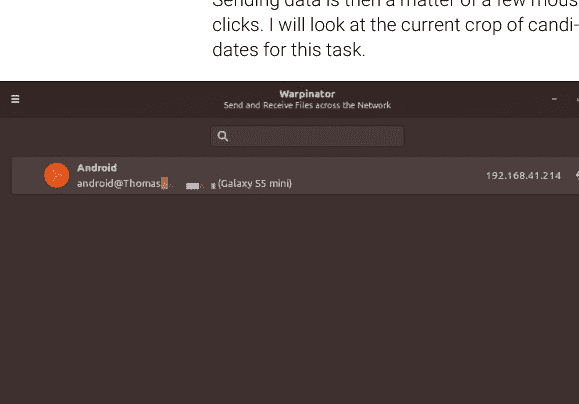 Sending data is then a matter of a few mous
clicks. I will look at the current crop of candi-
dates for this task.
Warpinator
Send and Receive Files across the Network
Android
android@Thomas (Galaxy S5 mini)
192.168.41.214